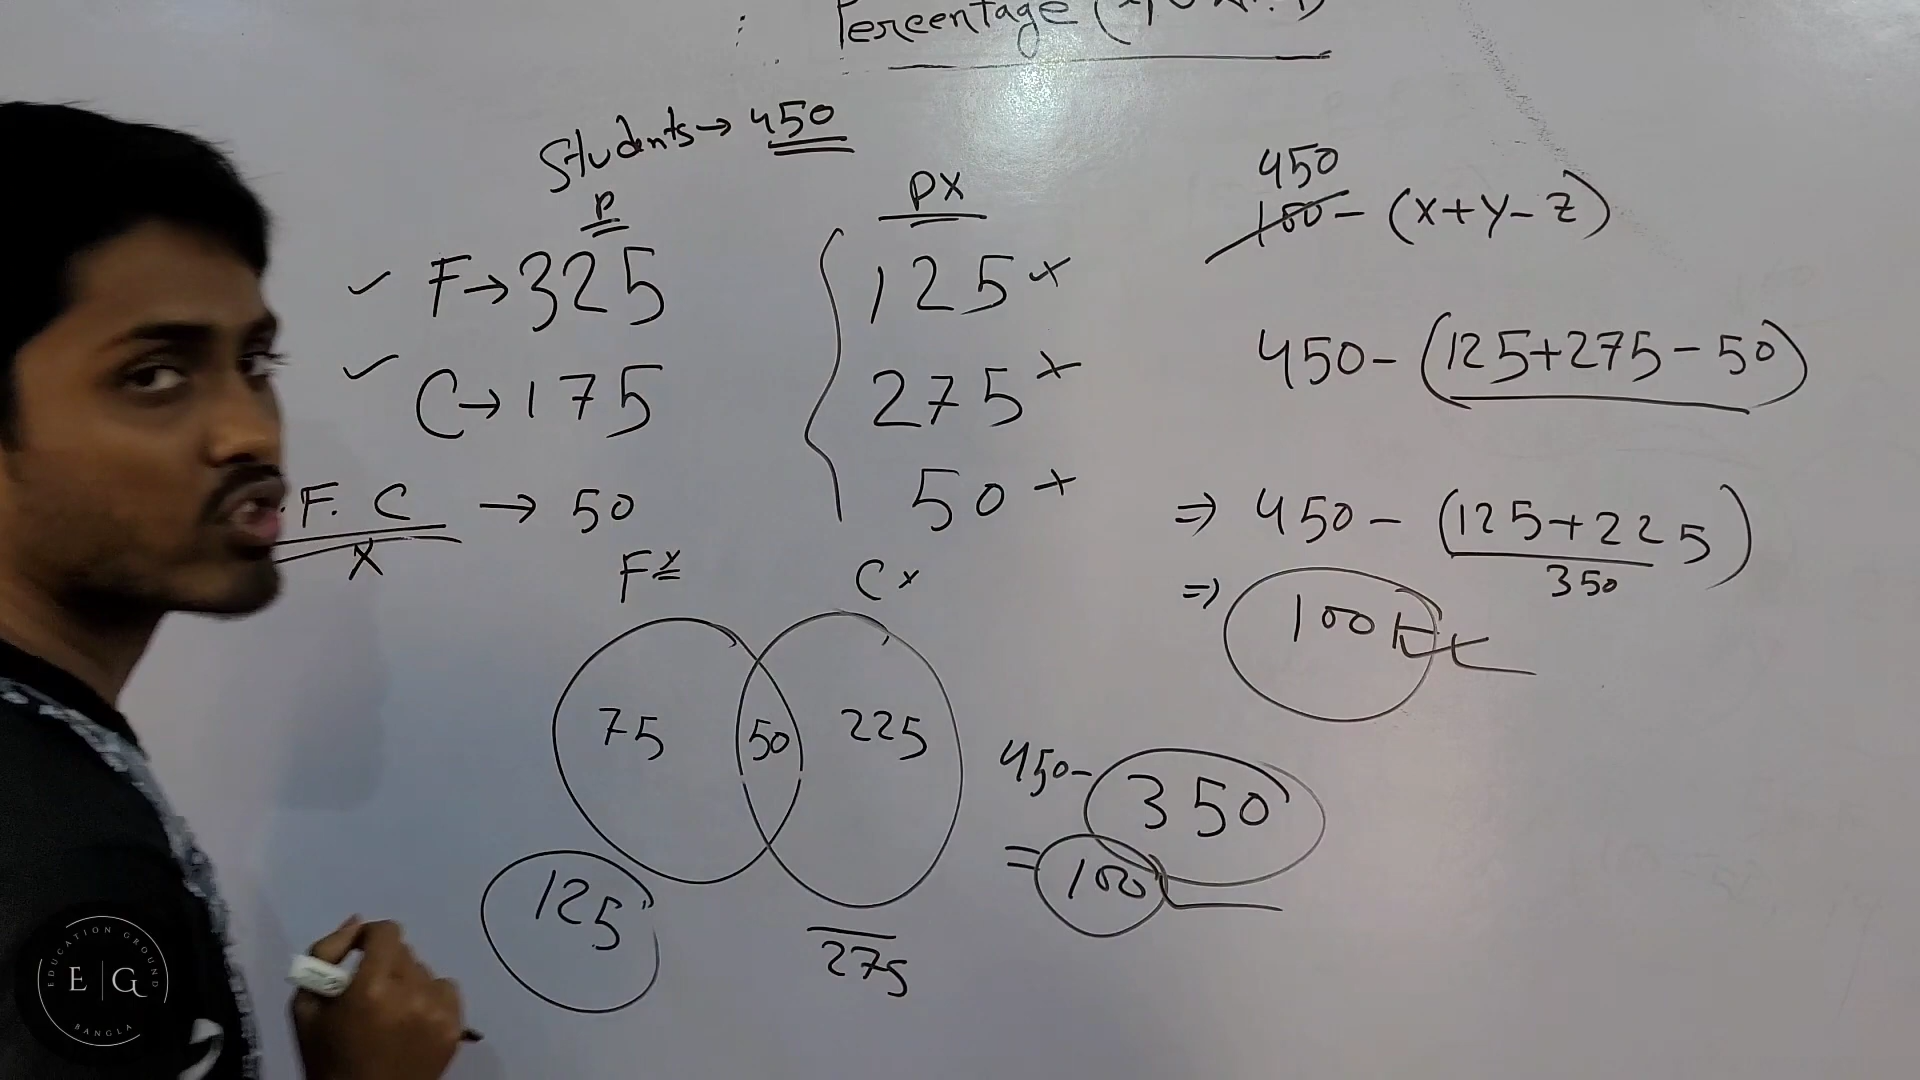 Percentage
Students → 450
P
PX
✓ F → 325
125 ×
✓ C → 175
275 ×
F. C → 50
X
50 ×
F×
C ×
75
50
225
125
275
450
100 - (x+y-z)
450 - (125+275-50)
⇒ 450 - (125+225)
350
⇒ 100
450-
350
= 100
EDUCATION GROUND
E | G
BANGLA